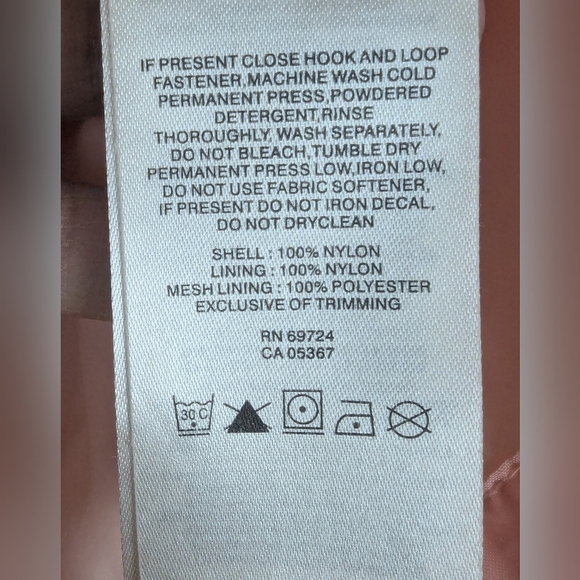 IF PRESENT CLOSE HOOK AND LOOP
FASTENER,MACHINE WASH COLD
PERMANENT PRESS,POWDERED
DETERGENT,RINSE
THOROUGHLY, WASH SEPARATELY,
DO NOT BLEACH,TUMBLE DRY
PERMANENT PRESS LOW,IRON LOW,
DO NOT USE FABRIC SOFTENER,
IF PRESENT DO NOT IRON DECAL,
DO NOT DRYCLEAN
SHELL : 100% NYLON
LINING : 100% NYLON
MESH LINING : 100% POLYESTER
EXCLUSIVE OF TRIMMING
RN 69724
CA 05367
30 C